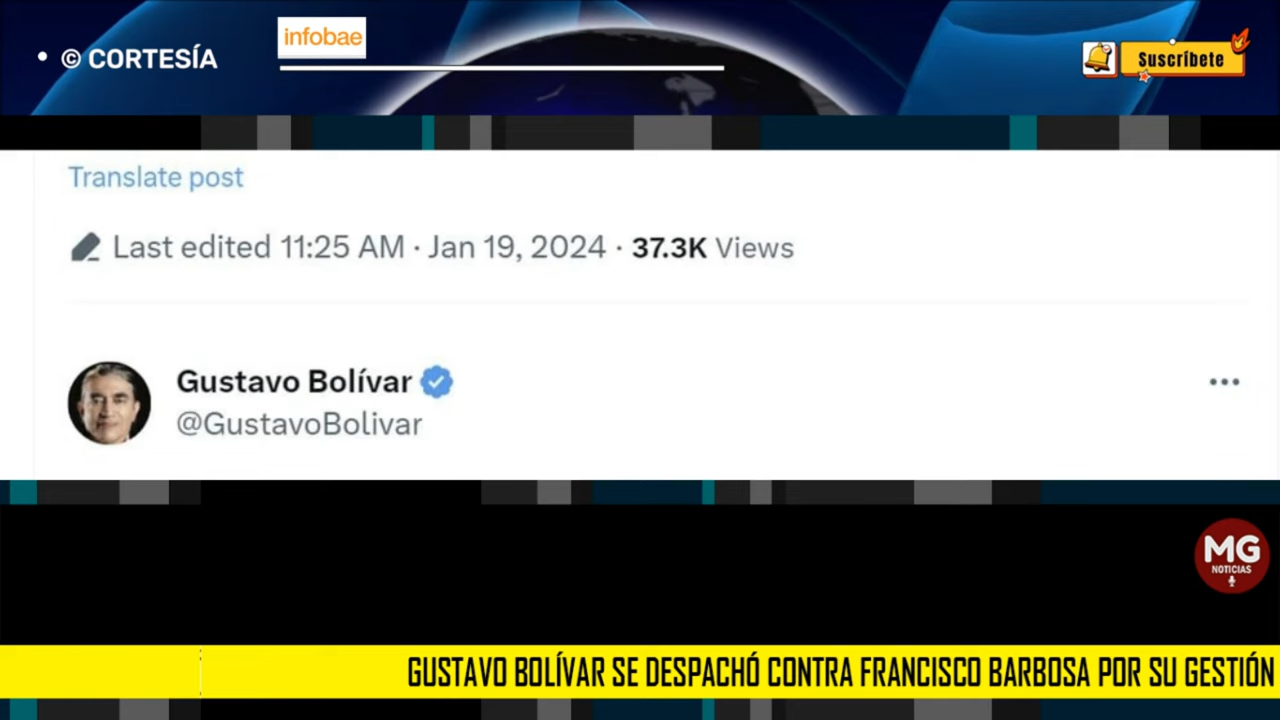 © CORTESÍA
infobae
Suscríbete
Translate post
Last edited 11:25 AM · Jan 19, 2024 · 37.3K Views
Gustavo Bolívar
@GustavoBolivar
MG
NOTICIAS
GUSTAVO BOLÍVAR SE DESPACHÓ CONTRA FRANCISCO BARBOSA POR SU GESTIÓN